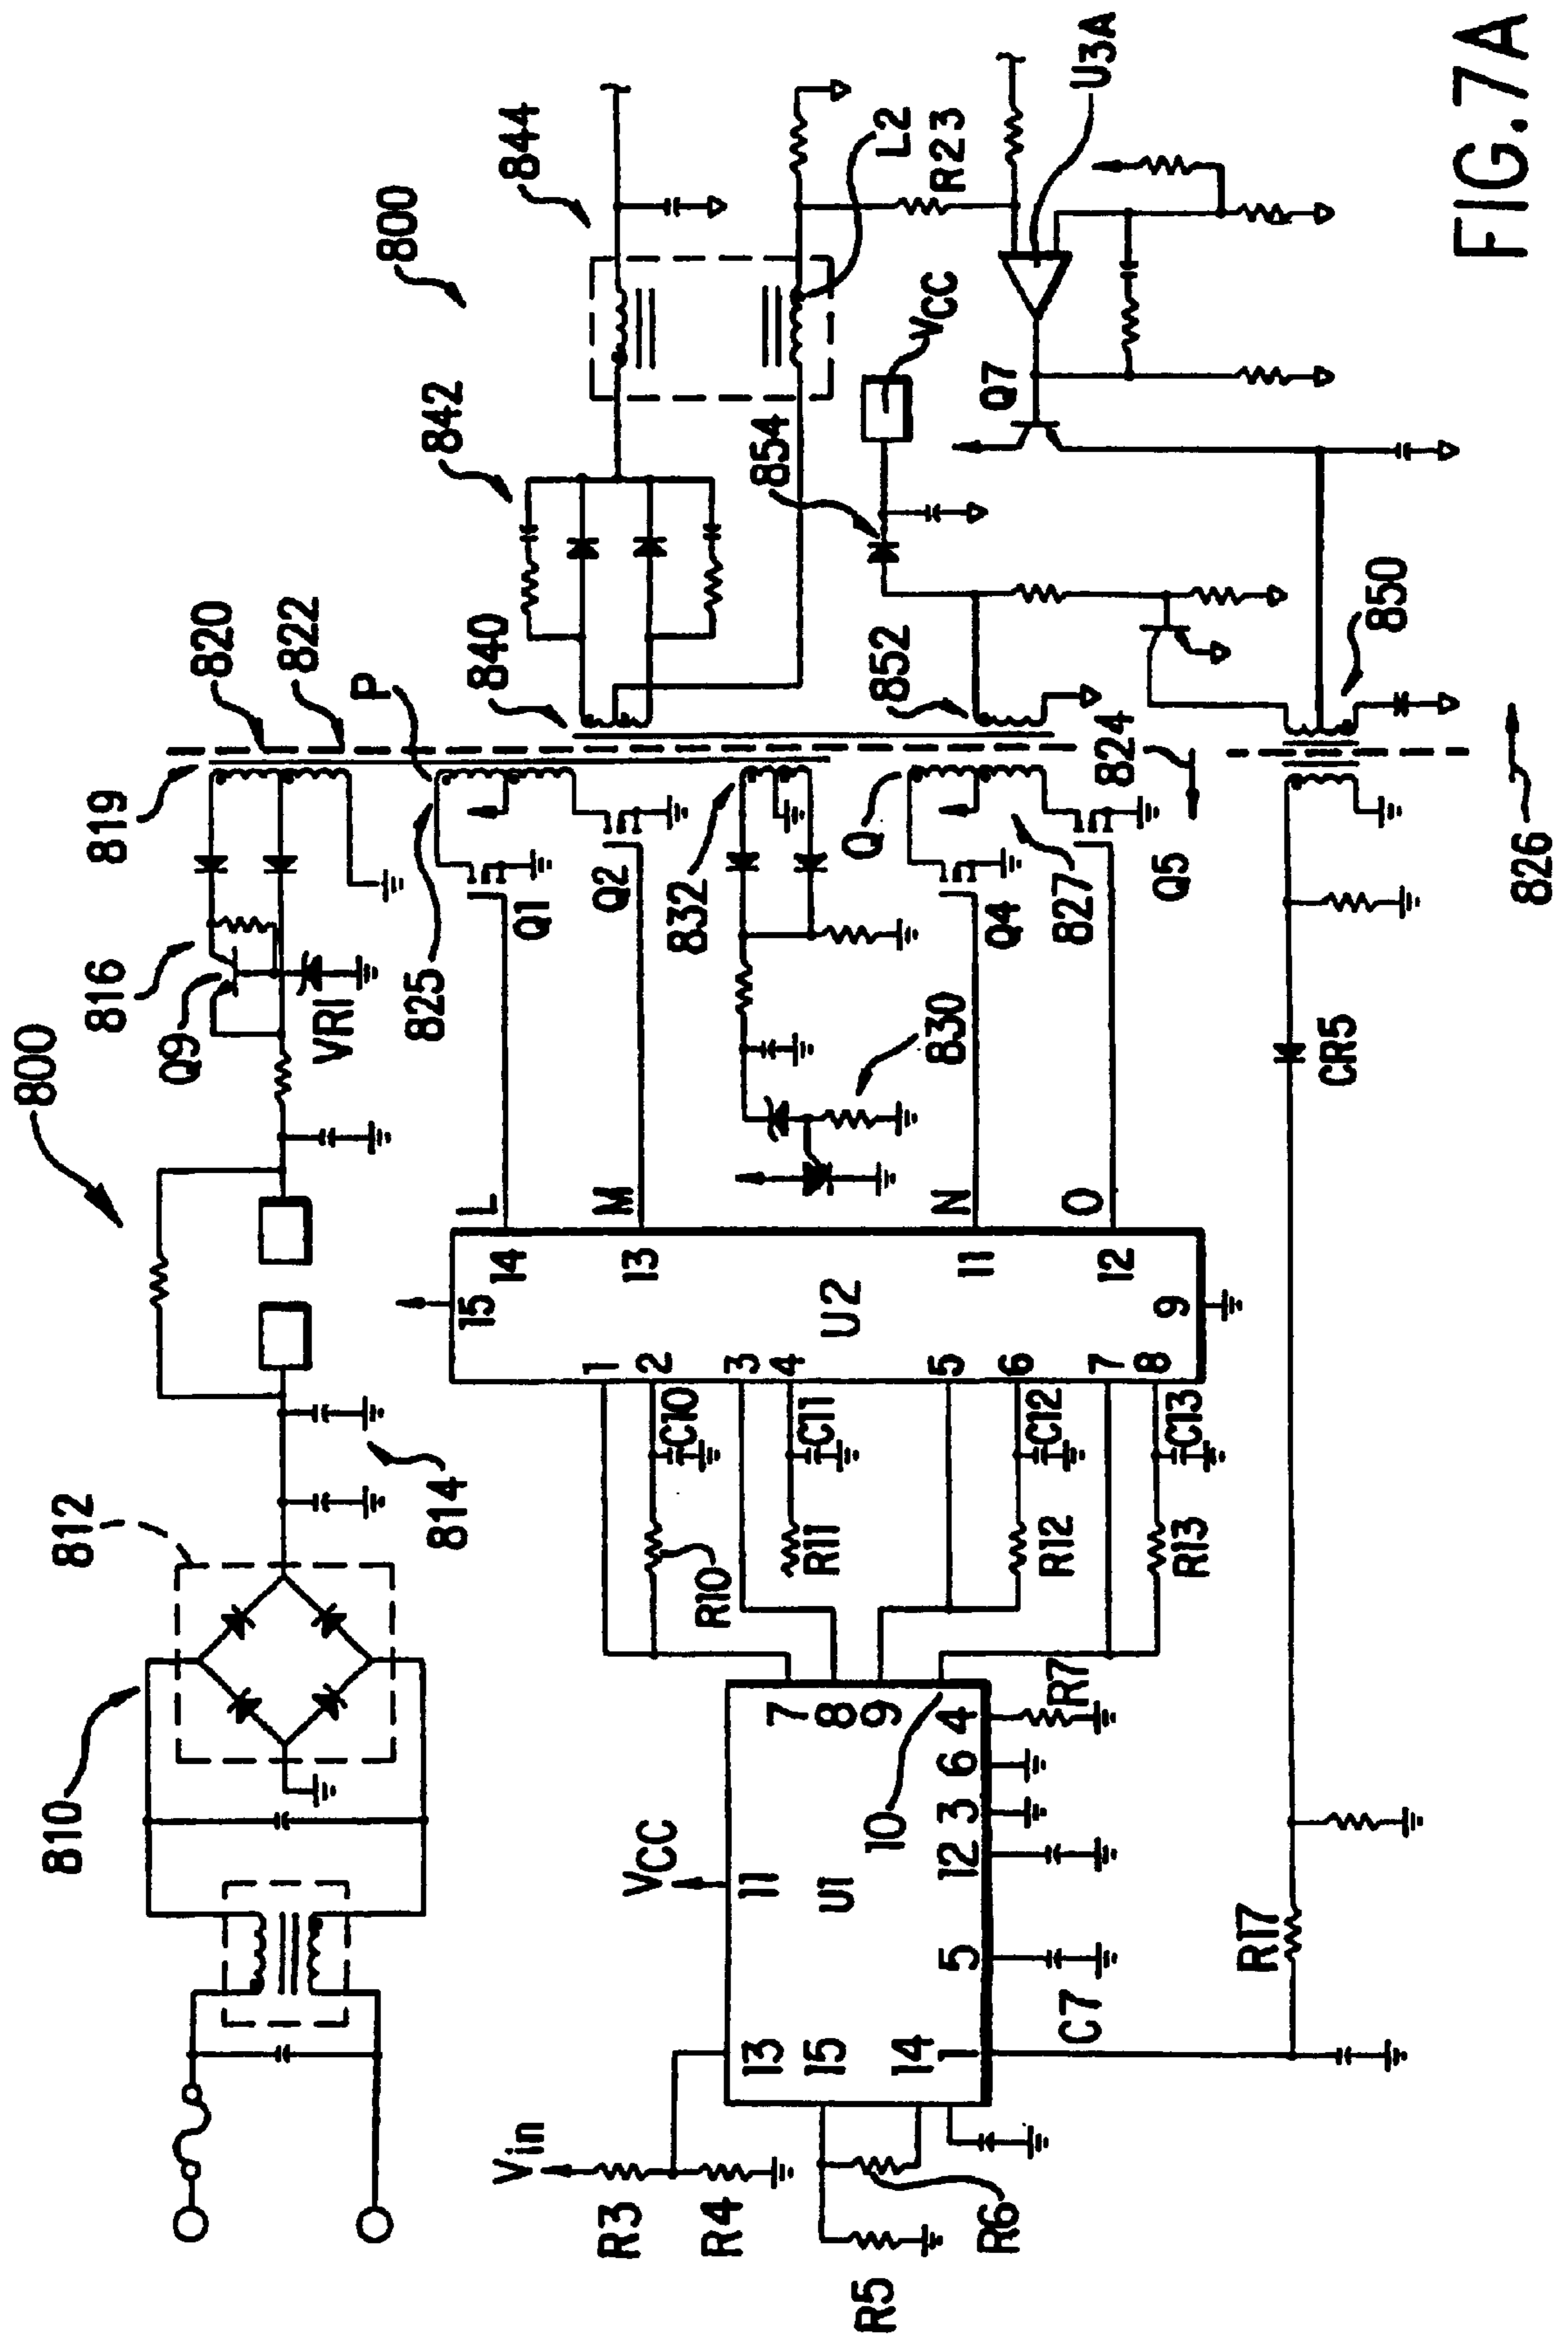 800
810
812
814
816
Q9
VR1
819
820
822
P
825
Q1
Q2
832
830
Q
Q4
827
824
Q5
826
840
842
844
800
854
VCC
852
850
L2
R23
Q7
U3A
L
M
N
O
15
14
13
11
12
9
U2
1
2
3
4
5
6
7
8
C10
C11
C12
C13
R10
R11
R12
R13
VCC
11
U1
7
8
9
10
4
6
3
12
5
13
15
14
1
R7
C7
R17
CR5
Vin
R3
R4
R5
R6
FIG.7A